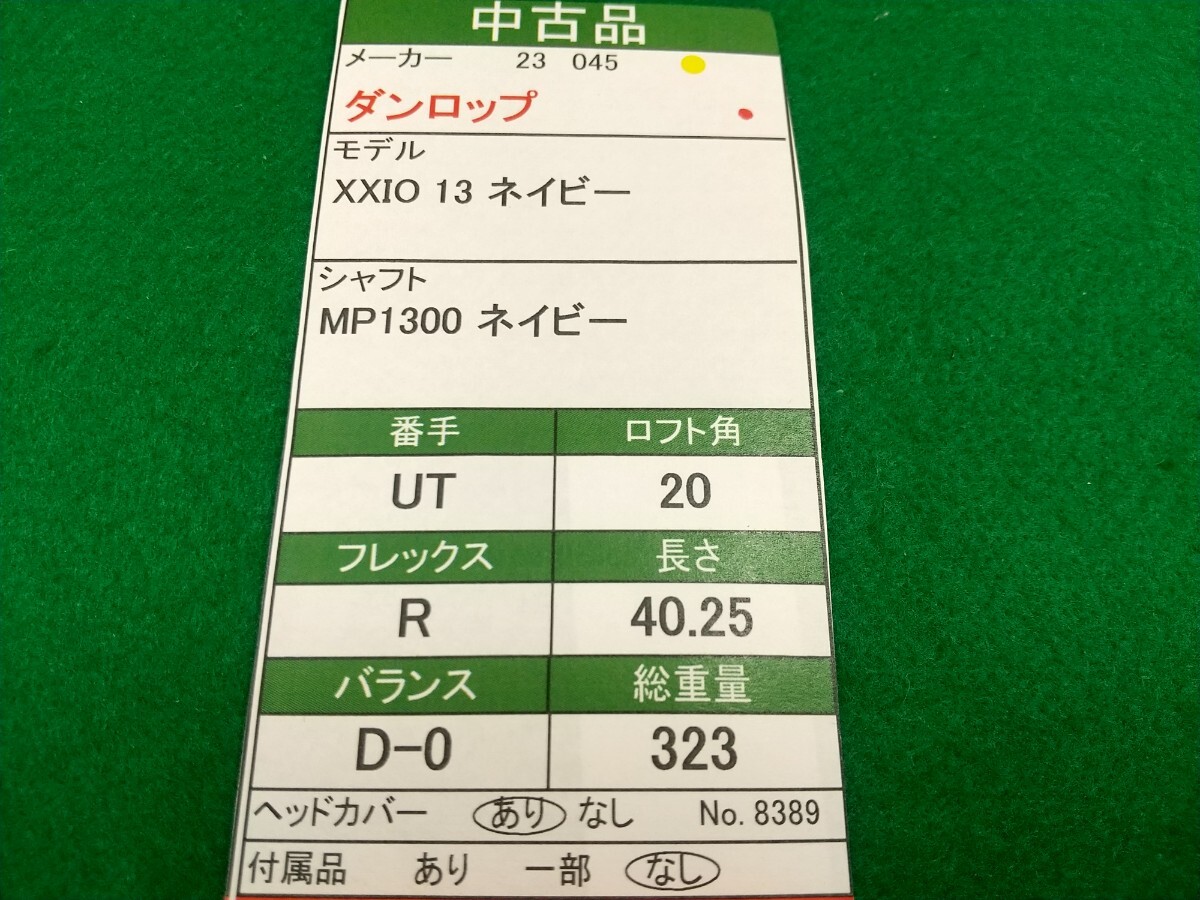 中古品
メーカー 23 045
ダンロップ
モデル
XXIO 13 ネイビー
シャフト
MP1300 ネイビー
番手 ロフト角
UT 20
フレックス 長さ
R 40.25
バランス 総重量
D-0 323
ヘッドカバー あり なし No. 8389
付属品 あり 一部 なし